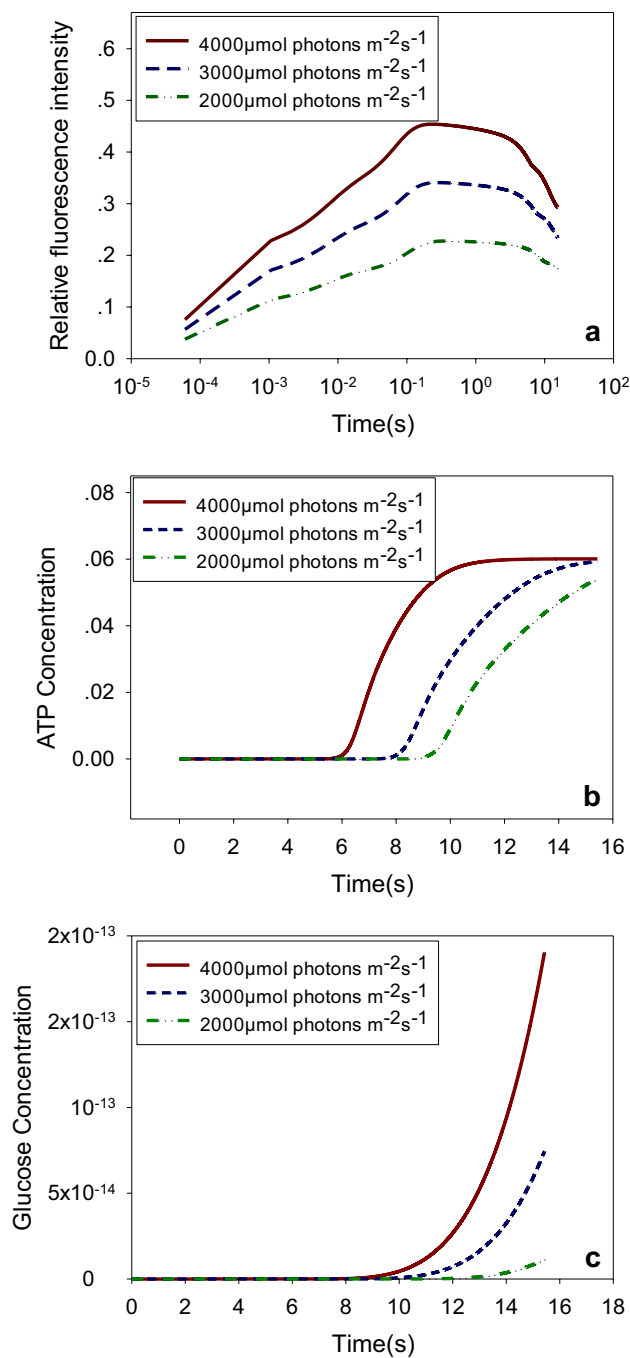 4000µmol photons m-2s-1
3000µmol photons m-2s-1
2000µmol photons m-2s-1
Relative fluorescence intensity
.6
.5
.4
.3
.2
.1
0.0
a
10-5 10-4 10-3 10-2 10-1 100 101 102
Time(s)
4000µmol photons m-2s-1
3000µmol photons m-2s-1
2000µmol photons m-2s-1
ATP Concentration
.08
.06
.04
.02
0.00
b
0 2 4 6 8 10 12 14 16
Time(s)
4000µmol photons m-2s-1
3000µmol photons m-2s-1
2000µmol photons m-2s-1
Glucose Concentration
2x10-13
2x10-13
1x10-13
5x10-14
0
c
0 2 4 6 8 10 12 14 16 18
Time(s)